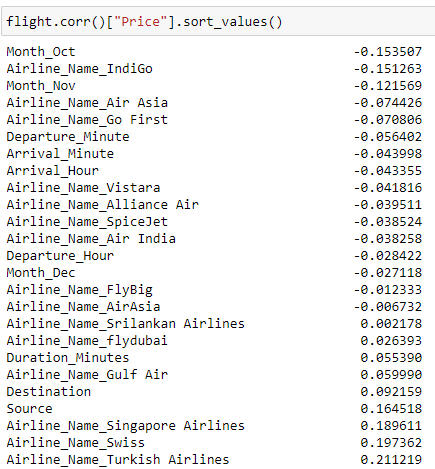 flight.corr()["Price"].sort_values()
Month_Oct -0.153507
Airline_Name_IndiGo -0.151263
Month_Nov -0.121569
Airline_Name_Air Asia -0.074426
Airline_Name_Go First -0.070806
Departure_Minute -0.056402
Arrival_Minute -0.043998
Arrival_Hour -0.043355
Airline_Name_Vistara -0.041816
Airline_Name_Alliance Air -0.039511
Airline_Name_SpiceJet -0.038524
Airline_Name_Air India -0.038258
Departure_Hour -0.028422
Month_Dec -0.027118
Airline_Name_FlyBig -0.012333
Airline_Name_AirAsia -0.006732
Airline_Name_Srilankan Airlines 0.002178
Airline_Name_flydubai 0.026393
Duration_Minutes 0.055390
Airline_Name_Gulf Air 0.059990
Destination 0.092159
Source 0.164518
Airline_Name_Singapore Airlines 0.189611
Airline_Name_Swiss 0.197362
Airline_Name_Turkish Airlines 0.211219